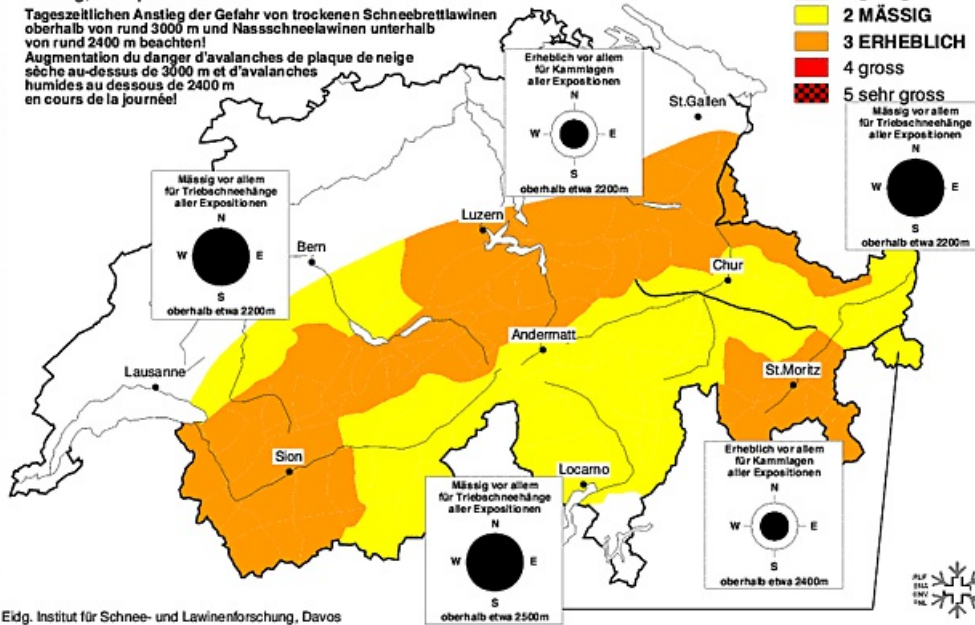 Tageszeitlichen Anstieg der Gefahr von trockenen Schneebrettlawinen
oberhalb von rund 3000 m und Nassschneelawinen unterhalb
von rund 2400 m beachten!
Augmentation du danger d'avalanches de plaque de neige
sèche au-dessus de 3000 m et d'avalanches
humides au dessous de 2400 m
en cours de la journée!
2 MÄSSIG
3 ERHEBLICH
4 gross
5 sehr gross
Erheblich vor allem
für Kammlagen
aller Expositionen
N
W E
S
oberhalb etwa 2200m
St.Gallen
Mässig vor allem
für Triebschneehänge
aller Expositionen
N
W E
S
oberhalb etwa 2200m
Mässig vor allem
für Triebschneehänge
aller Expositionen
N
W E
S
oberhalb etwa 2200m
Luzern
Bern
Chur
Andermatt
Lausanne
St.Moritz
Sion
Locarno
Erheblich vor allem
für Kammlagen
aller Expositionen
N
W E
S
oberhalb etwa 2400m
Mässig vor allem
für Triebschneehänge
aller Expositionen
N
W E
S
oberhalb etwa 2500m
Eidg. Institut für Schnee- und Lawinenforschung, Davos